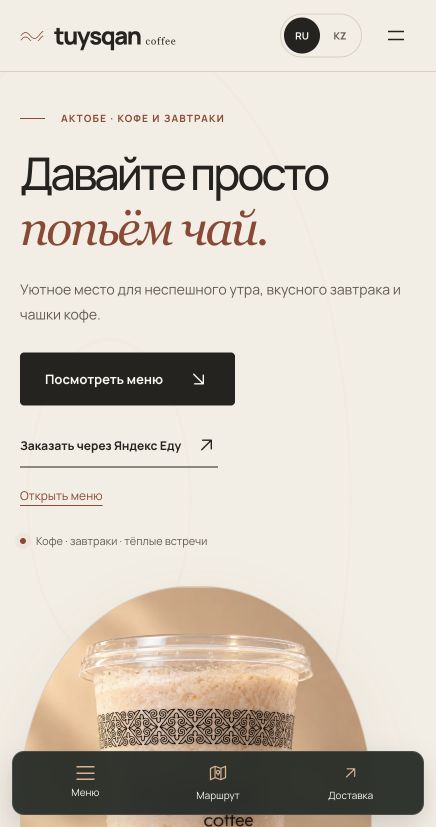 tuysqan coffee
RU KZ
АКТОБЕ · КОФЕ И ЗАВТРАКИ
Давайте просто
попьём чай.
Уютное место для неспешного утра, вкусного завтрака и
чашки кофе.
Посмотреть меню
Заказать через Яндекс Еду
Открыть меню
Кофе · завтраки · тёплые встречи
Меню Маршрут Доставка
coffee